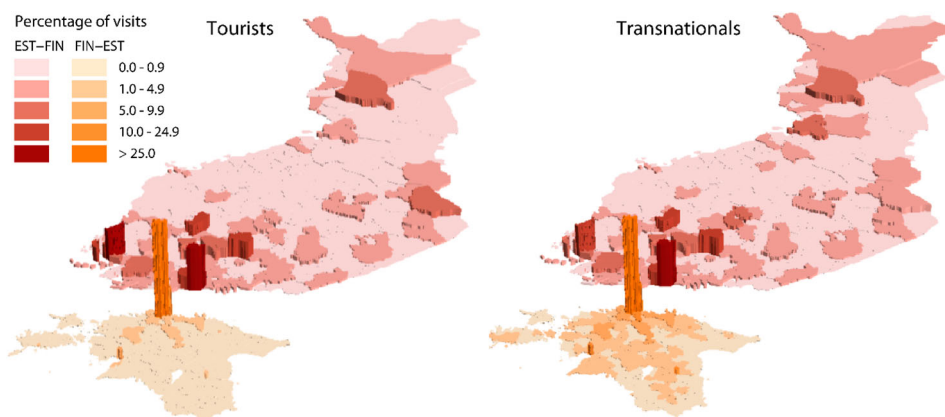 Percentage of visits
EST–FIN FIN–EST
0.0 - 0.9
1.0 - 4.9
5.0 - 9.9
10.0 - 24.9
> 25.0
Tourists
Transnationals